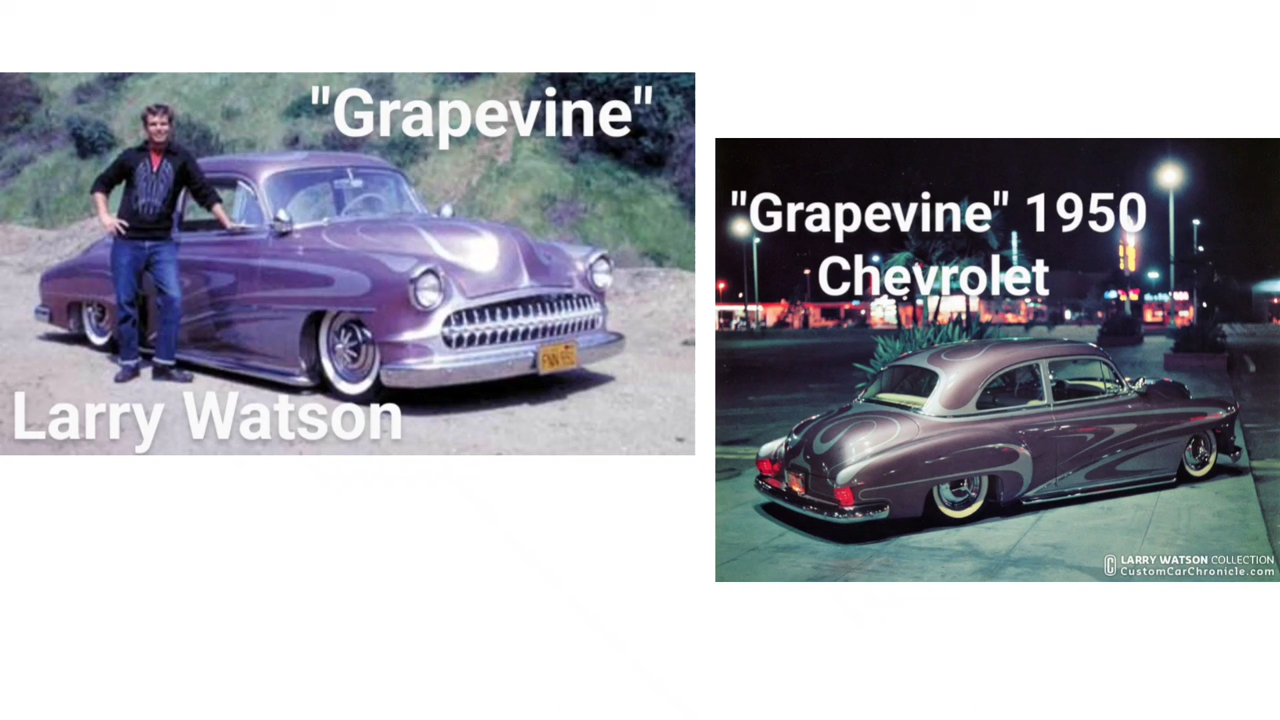 "Grapevine"
Larry Watson
"Grapevine" 1950
Chevrolet
LARRY WATSON COLLECTION
CustomCarChronicle.com